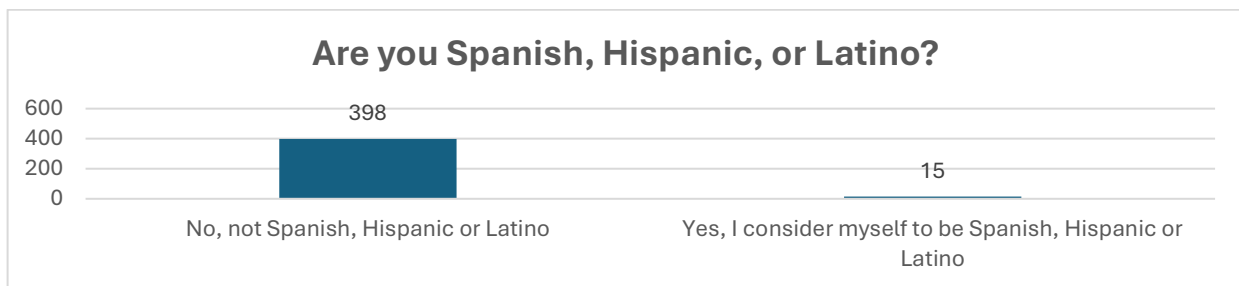 Are you Spanish, Hispanic, or Latino?
600
400
200
0
398
15
No, not Spanish, Hispanic or Latino
Yes, I consider myself to be Spanish, Hispanic or
Latino